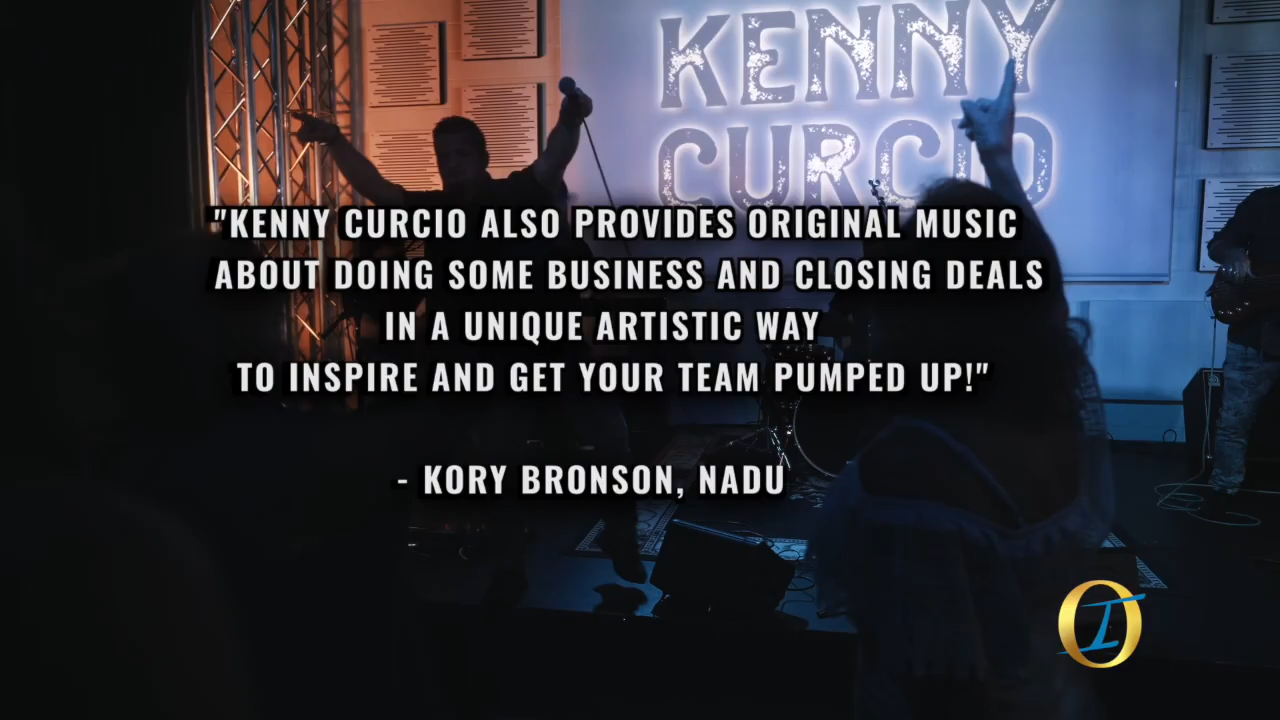 KENNY
CURCIO
"KENNY CURCIO ALSO PROVIDES ORIGINAL MUSIC
ABOUT DOING SOME BUSINESS AND CLOSING DEALS
IN A UNIQUE ARTISTIC WAY
TO INSPIRE AND GET YOUR TEAM PUMPED UP!"
- KORY BRONSON, NADU
OI